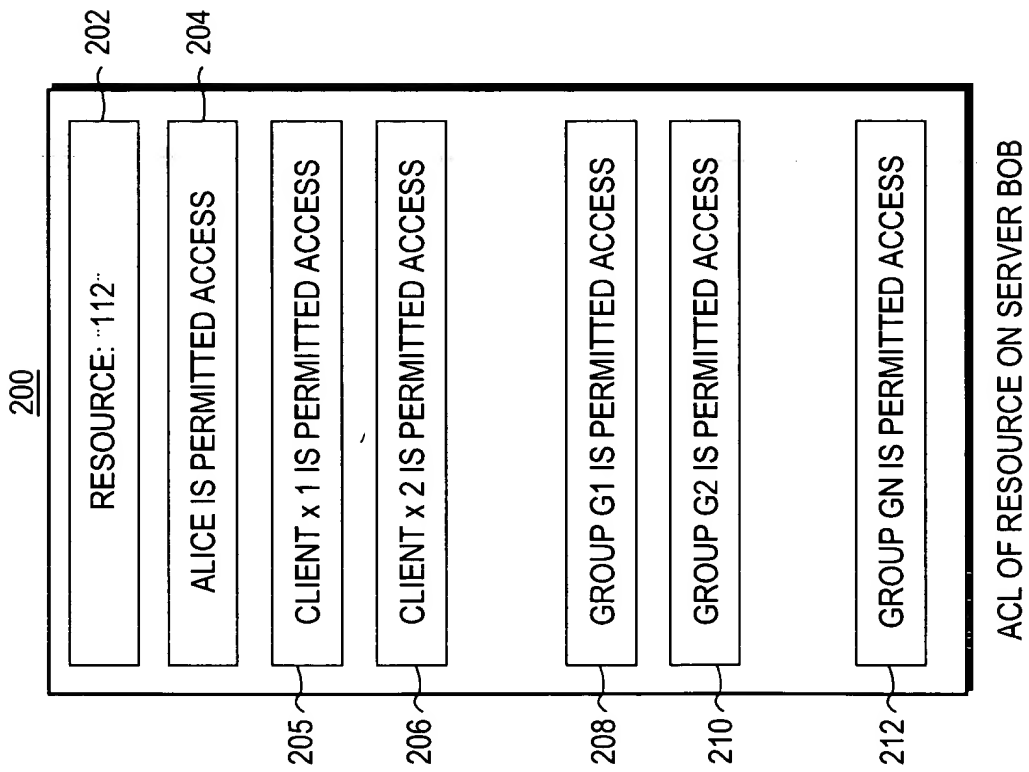 200
RESOURCE: "112"
202
ALICE IS PERMITTED ACCESS
204
205
CLIENT x 1 IS PERMITTED ACCESS
206
CLIENT x 2 IS PERMITTED ACCESS
208
GROUP G1 IS PERMITTED ACCESS
210
GROUP G2 IS PERMITTED ACCESS
212
GROUP GN IS PERMITTED ACCESS
ACL OF RESOURCE ON SERVER BOB